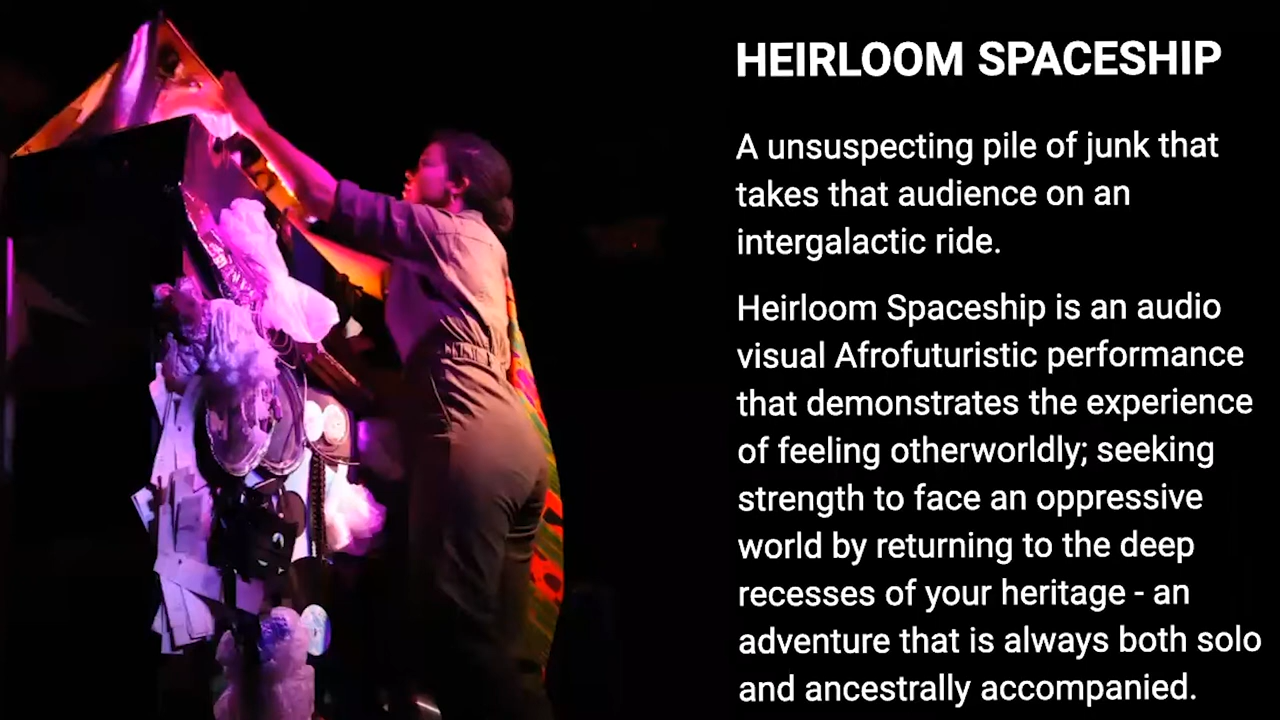 HEIRLOOM SPACESHIP
A unsuspecting pile of junk that
takes that audience on an
intergalactic ride.
Heirloom Spaceship is an audio
visual Afrofuturistic performance
that demonstrates the experience
of feeling otherworldly; seeking
strength to face an oppressive
world by returning to the deep
recesses of your heritage - an
adventure that is always both solo
and ancestrally accompanied.